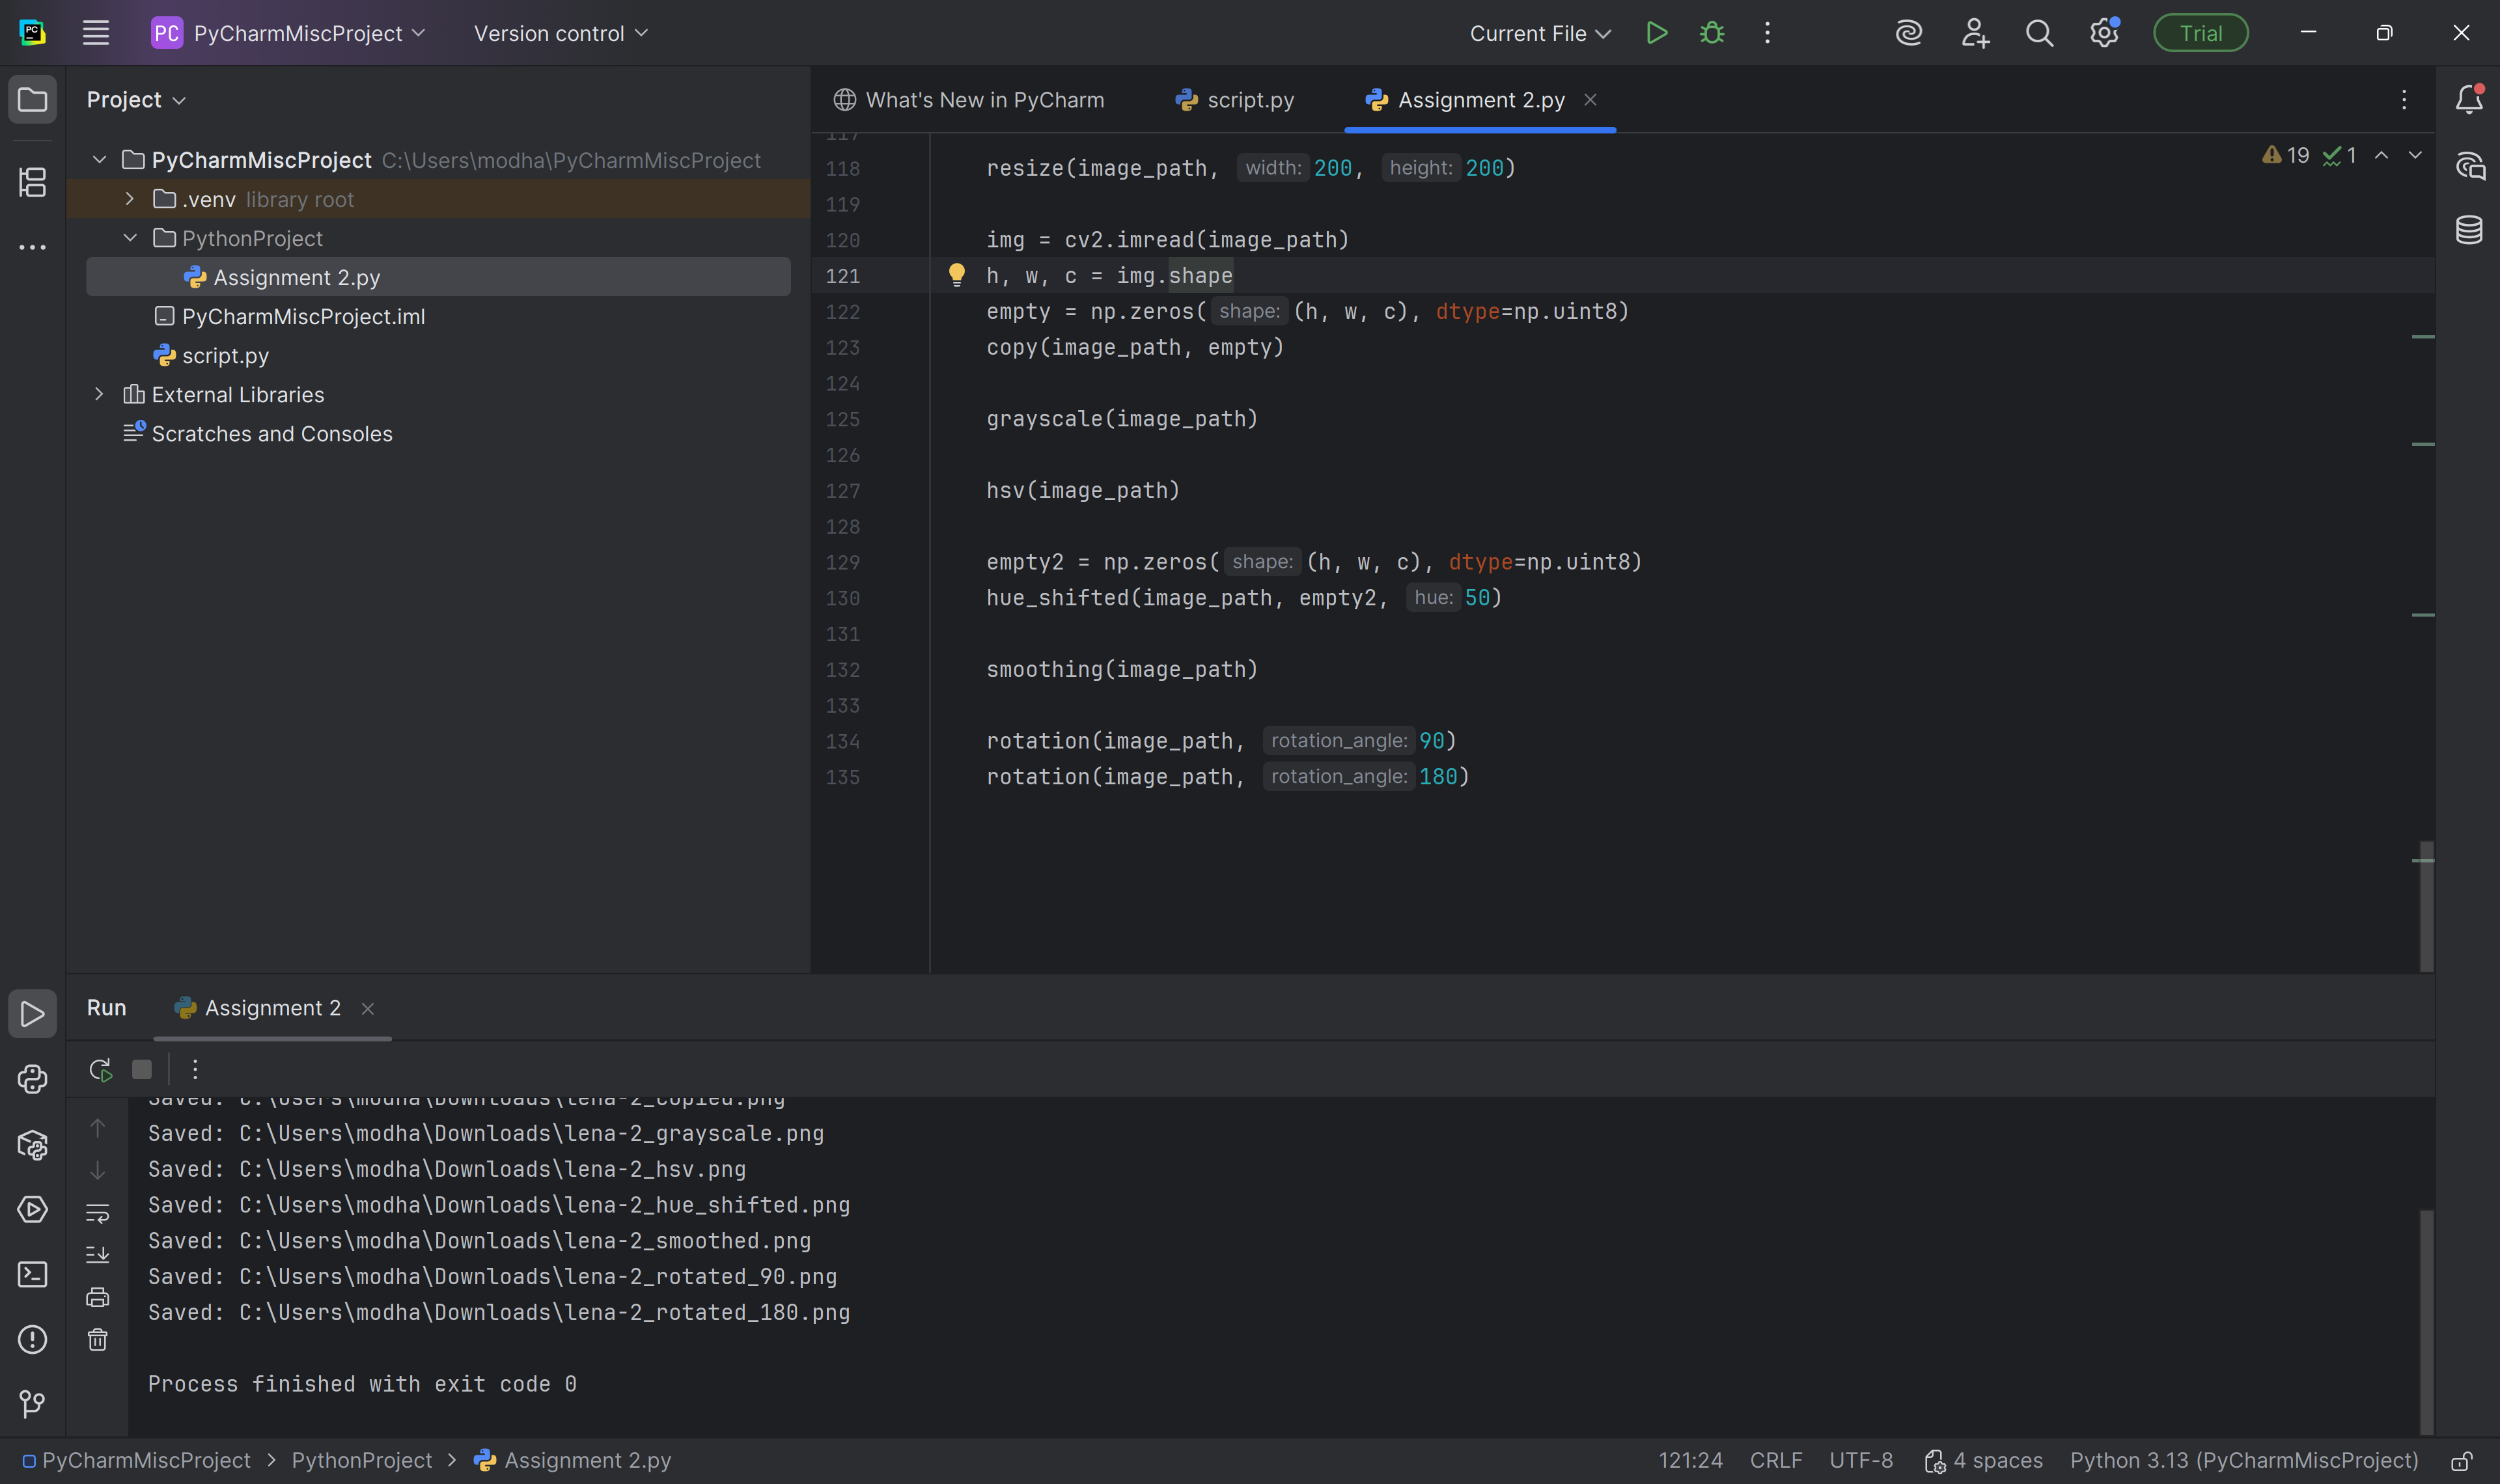 PC PyCharmMiscProject Version control Current File Trial
Project
What's New in PyCharm script.py Assignment 2.py
PyCharmMiscProject C:\Users\modha\PyCharmMiscProject
.venv library root
PythonProject
Assignment 2.py
PyCharmMiscProject.iml
script.py
External Libraries
Scratches and Consoles
19 1
117
118 resize(image_path, width: 200, height: 200)
119
120 img = cv2.imread(image_path)
121 h, w, c = img.shape
122 empty = np.zeros( shape: (h, w, c), dtype=np.uint8)
123 copy(image_path, empty)
124
125 grayscale(image_path)
126
127 hsv(image_path)
128
129 empty2 = np.zeros( shape: (h, w, c), dtype=np.uint8)
130 hue_shifted(image_path, empty2, hue: 50)
131
132 smoothing(image_path)
133
134 rotation(image_path, rotation_angle: 90)
135 rotation(image_path, rotation_angle: 180)
Run Assignment 2
Saved: C:\Users\modha\Downloads\lena-2_copied.png
Saved: C:\Users\modha\Downloads\lena-2_grayscale.png
Saved: C:\Users\modha\Downloads\lena-2_hsv.png
Saved: C:\Users\modha\Downloads\lena-2_hue_shifted.png
Saved: C:\Users\modha\Downloads\lena-2_smoothed.png
Saved: C:\Users\modha\Downloads\lena-2_rotated_90.png
Saved: C:\Users\modha\Downloads\lena-2_rotated_180.png
Process finished with exit code 0
PyCharmMiscProject > PythonProject > Assignment 2.py 121:24 CRLF UTF-8 4 spaces Python 3.13 (PyCharmMiscProject)